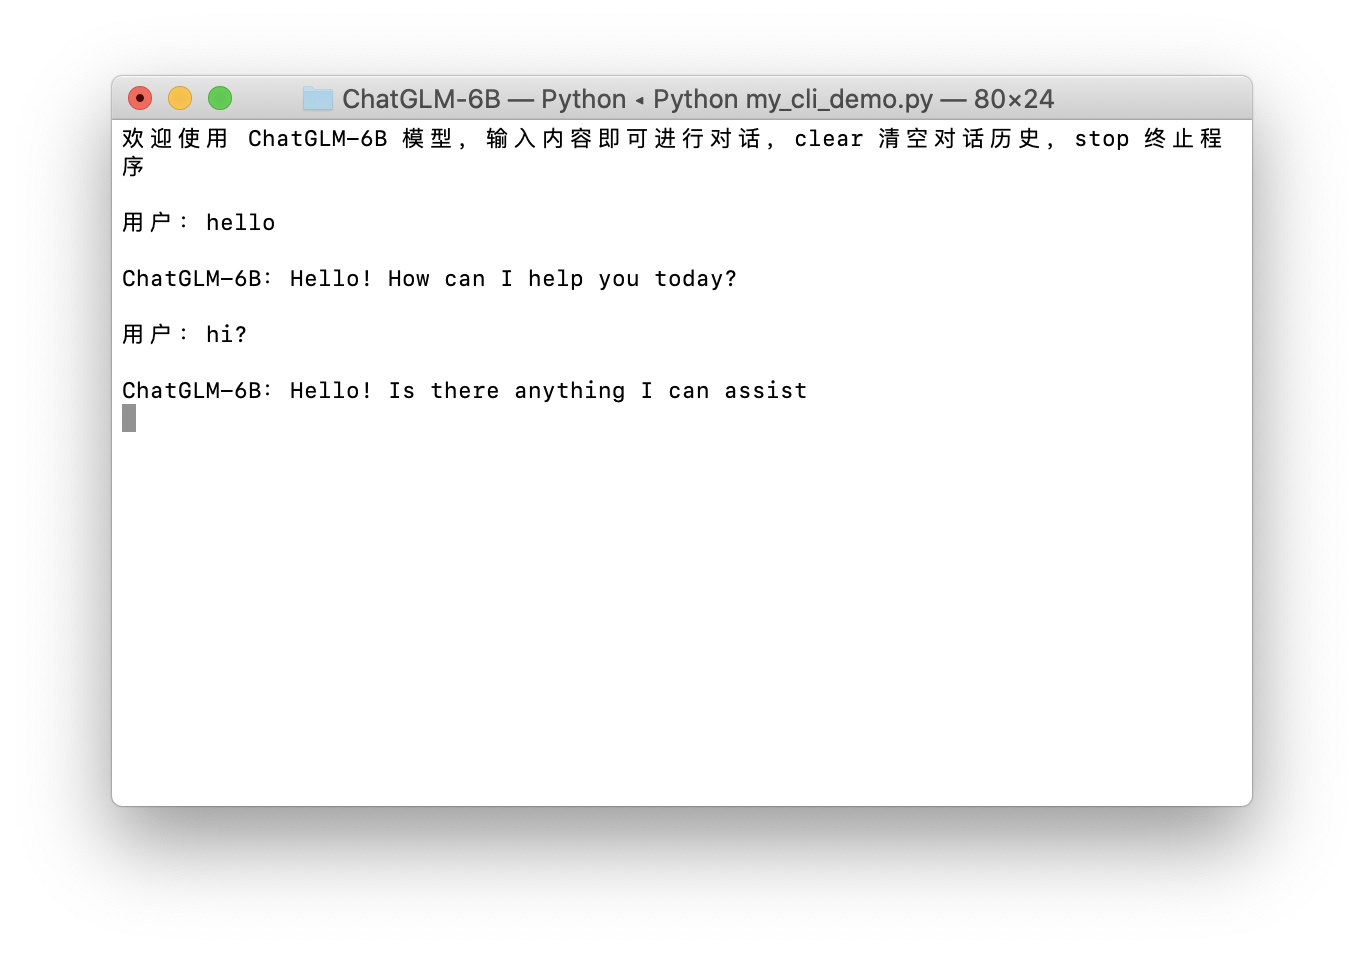 ChatGLM-6B — Python ◂ Python my_cli_demo.py — 80×24
欢迎使用 ChatGLM-6B 模型，输入内容即可进行对话，clear 清空对话历史，stop 终止程
序
用户：hello
ChatGLM-6B：Hello! How can I help you today?
用户：hi?
ChatGLM-6B：Hello! Is there anything I can assist